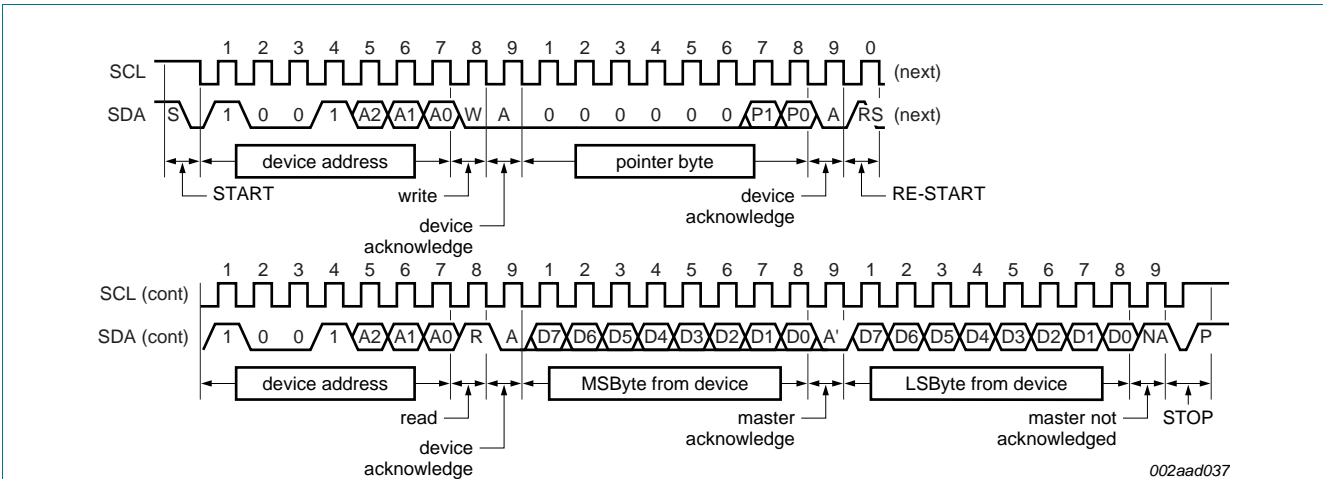 1 2 3 4 5 6 7 8 9 1 2 3 4 5 6 7 8 9 0
SCL (next)
SDA S 1 0 0 1 A2 A1 A0 W A 0 0 0 0 0 0 P1 P0 A RS (next)
device address pointer byte
START write device RE-START
device acknowledge
acknowledge
1 2 3 4 5 6 7 8 9 1 2 3 4 5 6 7 8 9 1 2 3 4 5 6 7 8 9
SCL (cont)
SDA (cont) 1 0 0 1 A2 A1 A0 R A D7 D6 D5 D4 D3 D2 D1 D0 A' D7 D6 D5 D4 D3 D2 D1 D0 NA P
device address MSByte from device LSByte from device
read master master not STOP
device acknowledge acknowledged
acknowledge
002aad037